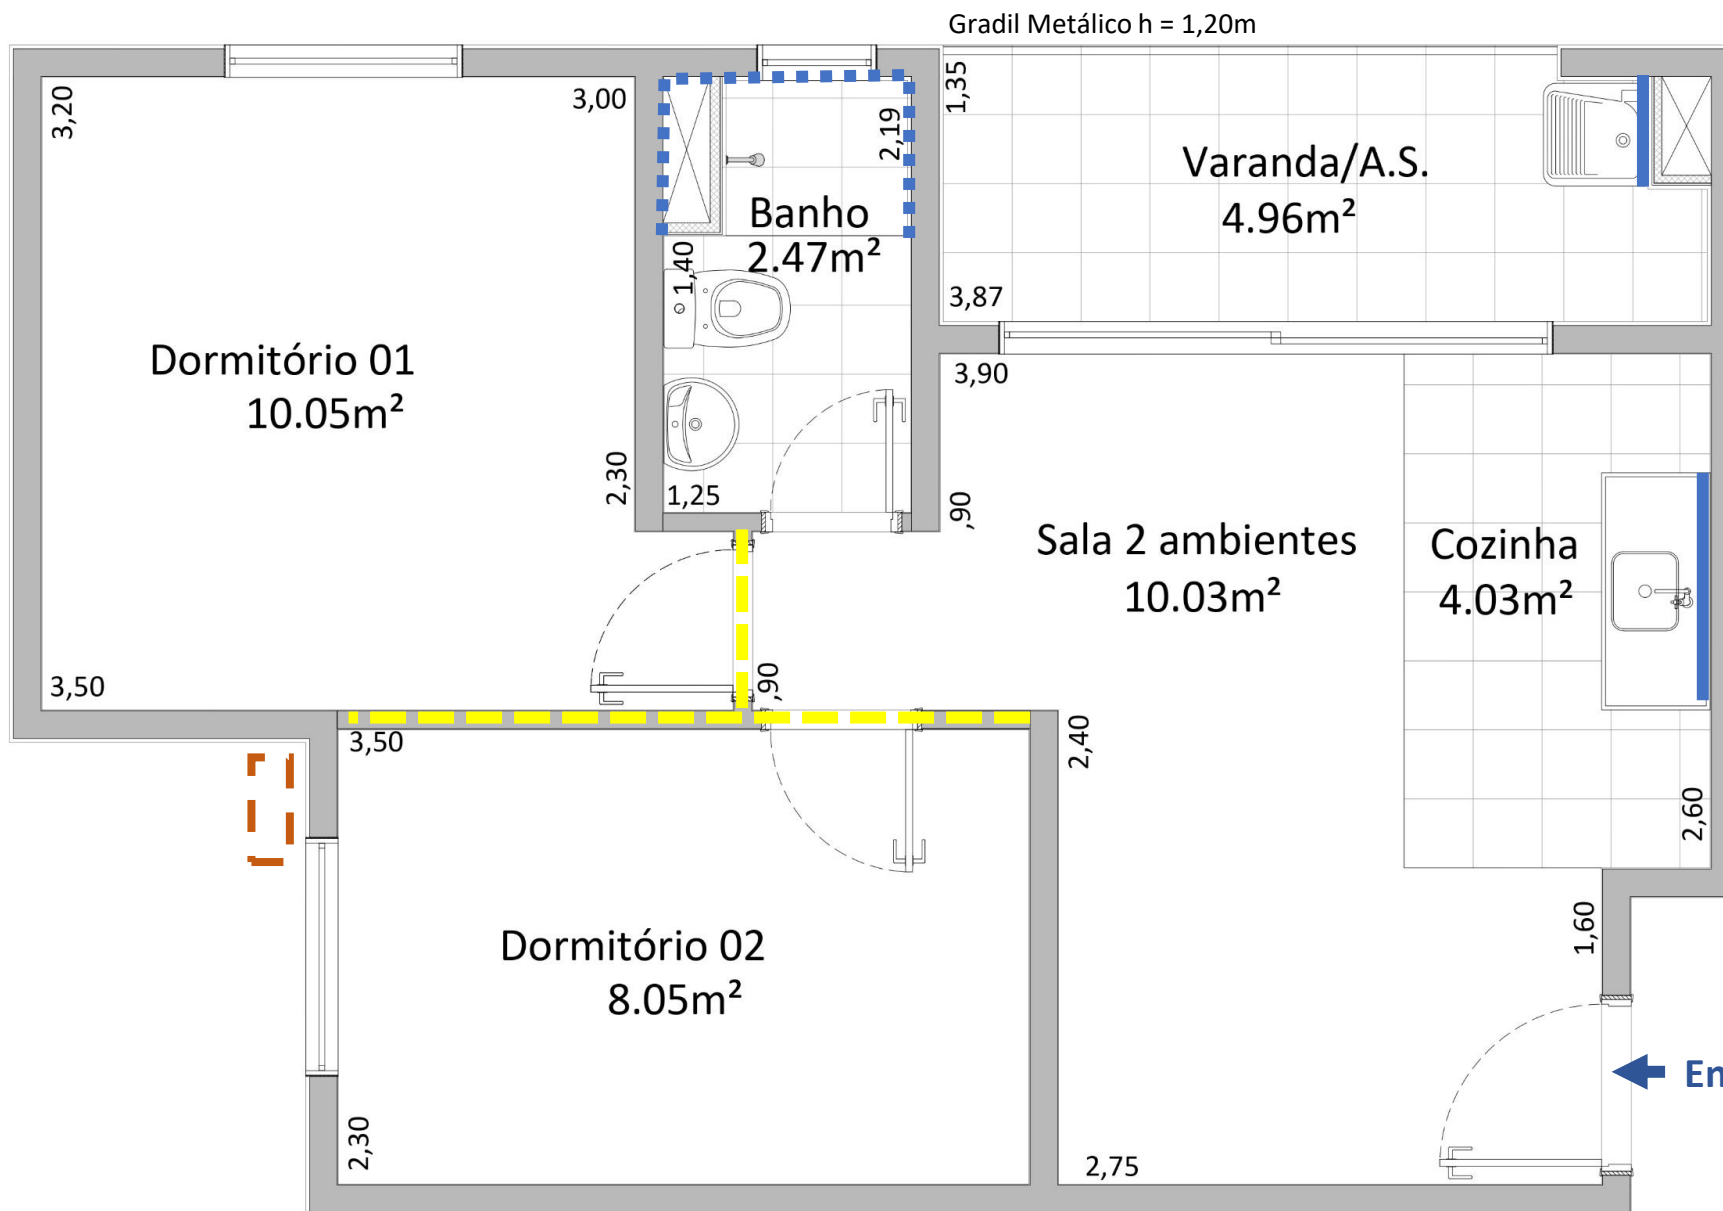 Gradil Metálico h = 1,20m
3,20
3,00
2,19
1,35
Varanda/A.S.
4.96m²
Banho
2.47m²
1,40
3,87
Dormitório 01
10.05m²
3,90
2,30
1,25
,90
Sala 2 ambientes
10.03m²
Cozinha
4.03m²
3,50
,90
3,50
2,40
2,60
Dormitório 02
8.05m²
1,60
En
2,30
2,75